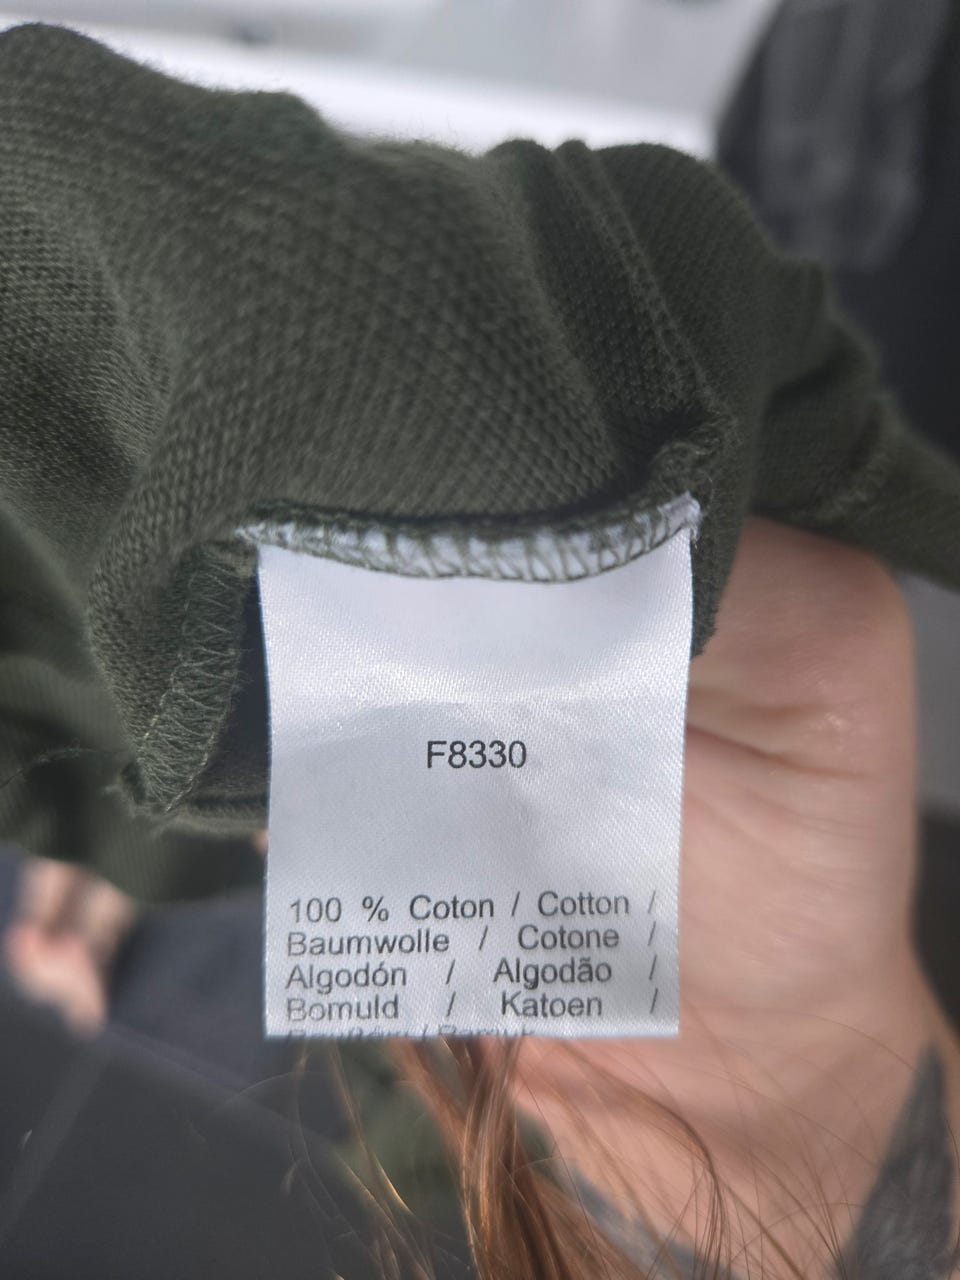 F8330
100 % Coton / Cotton /
Baumwolle / Cotone /
Algodón / Algodão /
Bomuld / Katoen /